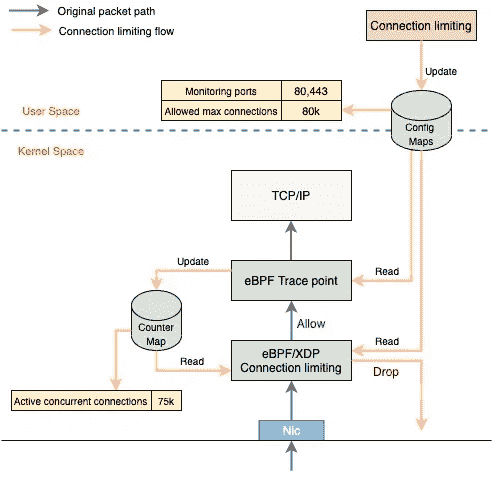 Original packet path
Connection limiting flow
Connection limiting
Update
Monitoring ports 80,443
Allowed max connections 80k
User Space
Config
Maps
Kernel Space
TCP/IP
Update
eBPF Trace point
Read
Counter
Map
Allow
Read
Read
eBPF/XDP
Connection limiting
Drop
Active concurrent connections 75k
Nic